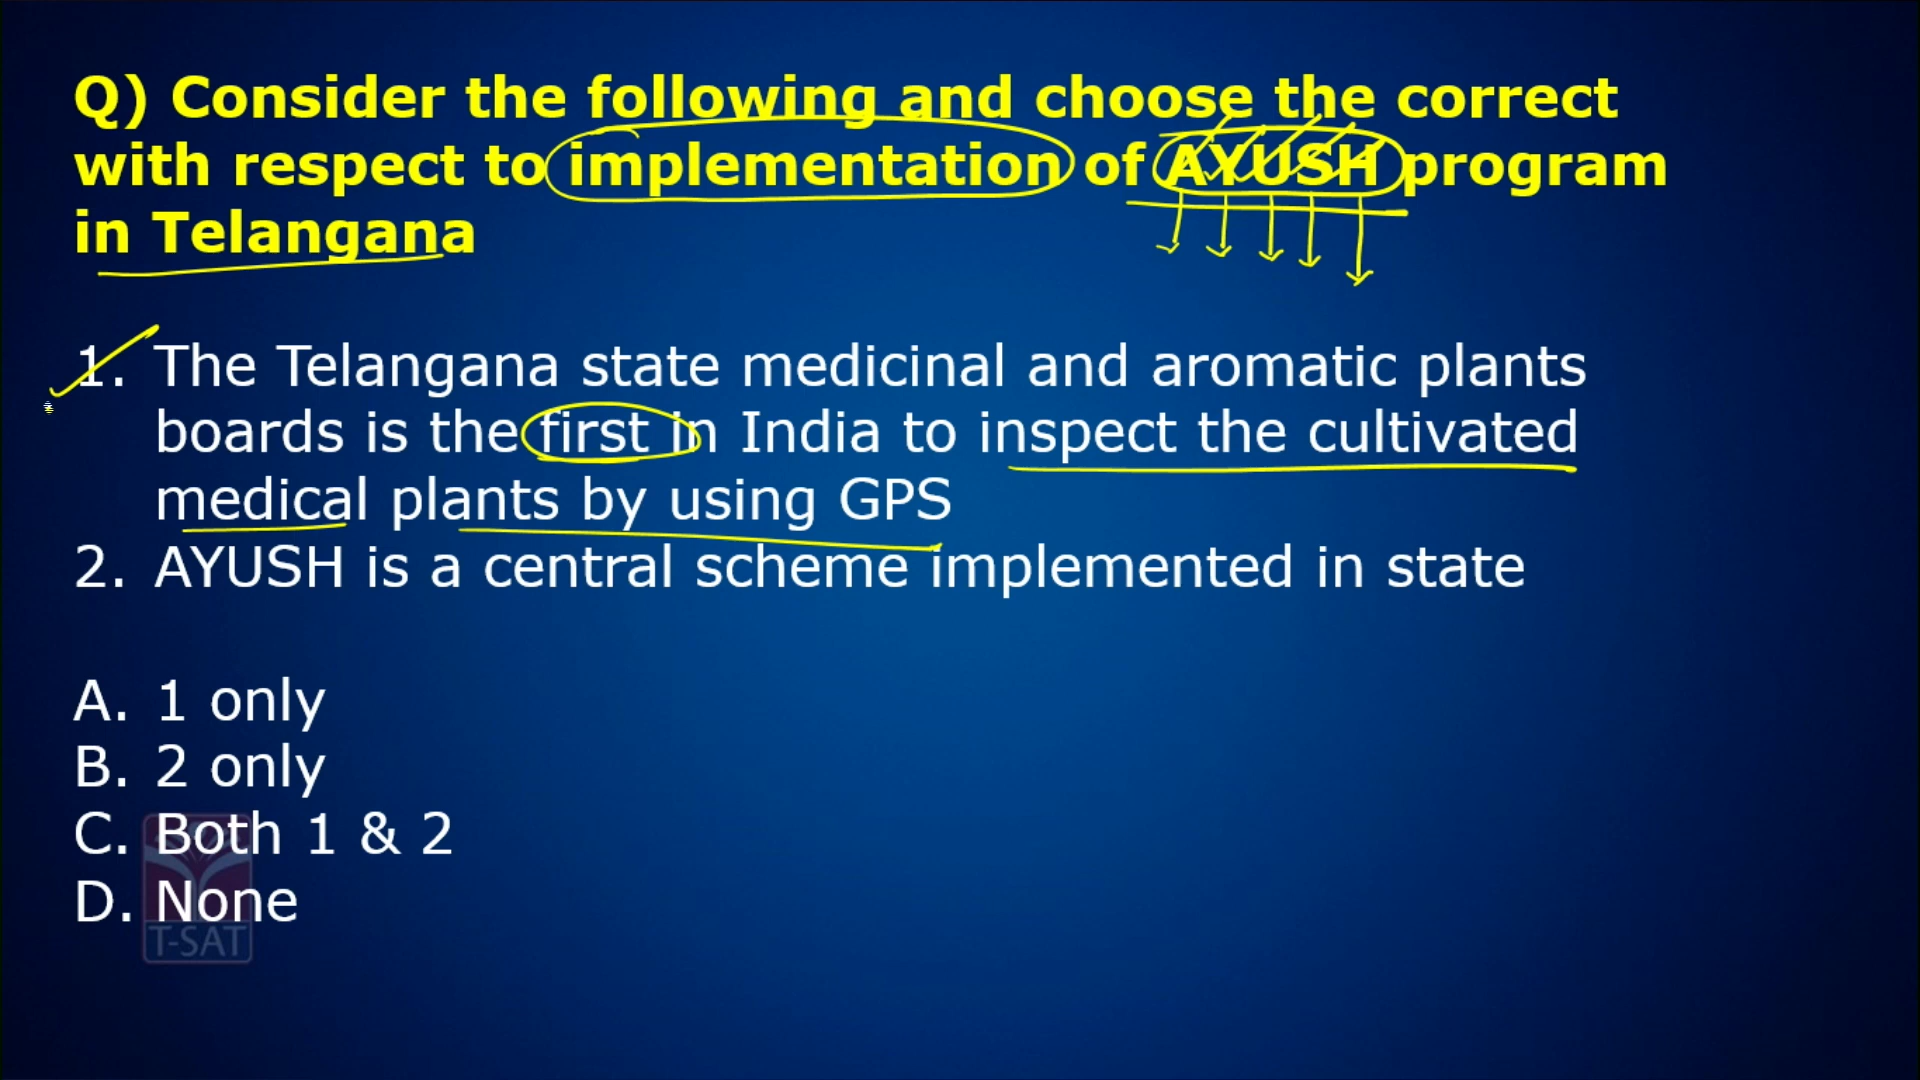 Q) Consider the following and choose the correct
with respect to implementation of AYUSH program
in Telangana
1. The Telangana state medicinal and aromatic plants
boards is the first in India to inspect the cultivated
medical plants by using GPS
2. AYUSH is a central scheme implemented in state
A. 1 only
B. 2 only
C. Both 1 & 2
D. None
T-SAT